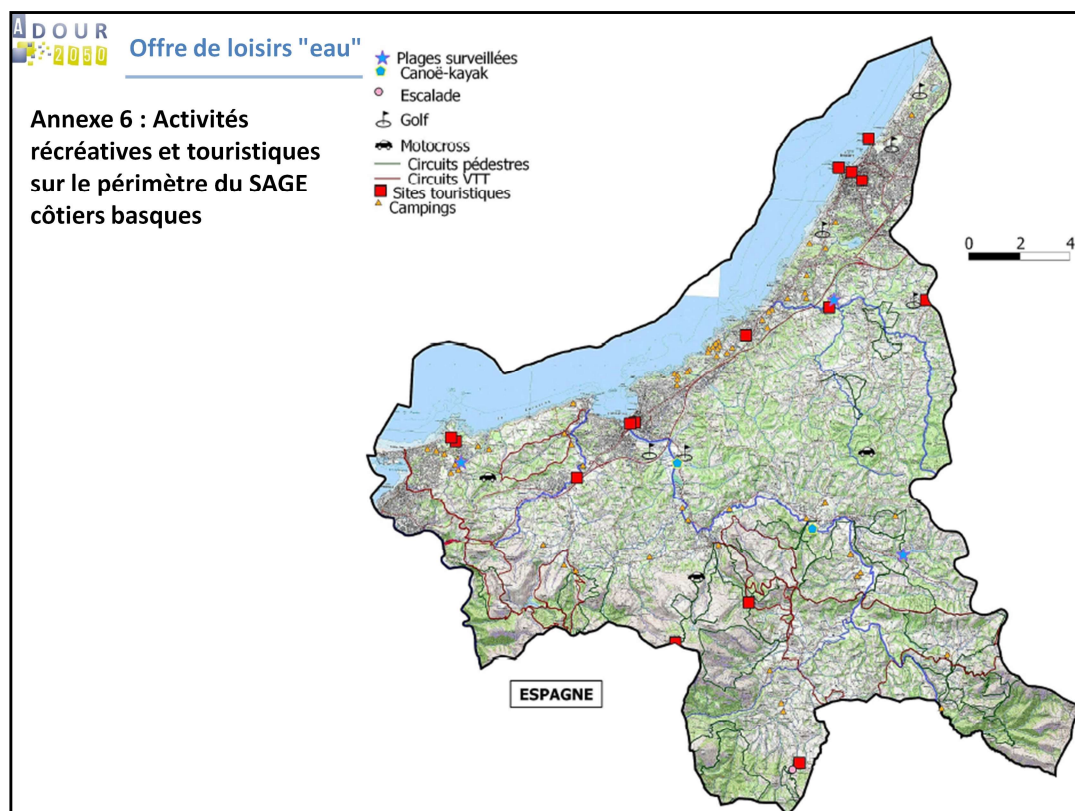 ADOUR
2050
Offre de loisirs "eau"
Annexe 6 : Activités
récréatives et touristiques
sur le périmètre du SAGE
côtiers basques
Plages surveillées
Canoë-kayak
Escalade
Golf
Motocross
Circuits pédestres
Circuits VTT
Sites touristiques
Campings
0 2 4
ESPAGNE